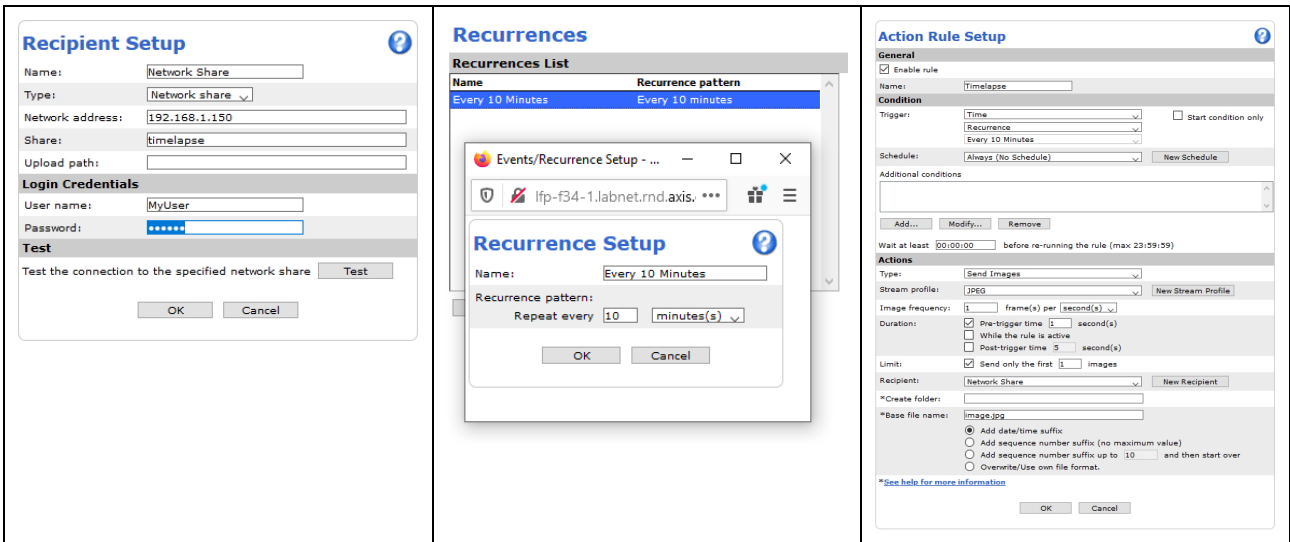 Recipient Setup
Name: Network Share
Type: Network share
Network address: 192.168.1.150
Share: timelapse
Upload path:
Login Credentials
User name: MyUser
Password: ••••••
Test
Test the connection to the specified network share Test
OK Cancel
Recurrences
Recurrences List
Name Recurrence pattern
Every 10 Minutes Every 10 minutes
Events/Recurrence Setup - ...
lfp-f34-1.labnet.rnd.axis. •••
Recurrence Setup
Name: Every 10 Minutes
Recurrence pattern:
Repeat every 10 minutes(s)
OK Cancel
Action Rule Setup
General
Enable rule
Name: Timelapse
Condition
Trigger: Time Start condition only
Recurrence
Every 10 Minutes
Schedule: Always (No Schedule) New Schedule
Additional conditions
Add... Modify... Remove
Wait at least 00:00:00 before re-running the rule (max 23:59:59)
Actions
Type: Send Images
Stream profile: JPEG New Stream Profile
Image frequency: 1 frame(s) per second(s)
Duration: Pre-trigger time 1 second(s)
While the rule is active
Post-trigger time 5 second(s)
Limit: Send only the first 1 images
Recipient: Network Share New Recipient
*Create folder:
*Base file name: image.jpg
Add date/time suffix
Add sequence number suffix (no maximum value)
Add sequence number suffix up to 10 and then start over
Overwrite/Use own file format.
*See help for more information
OK Cancel